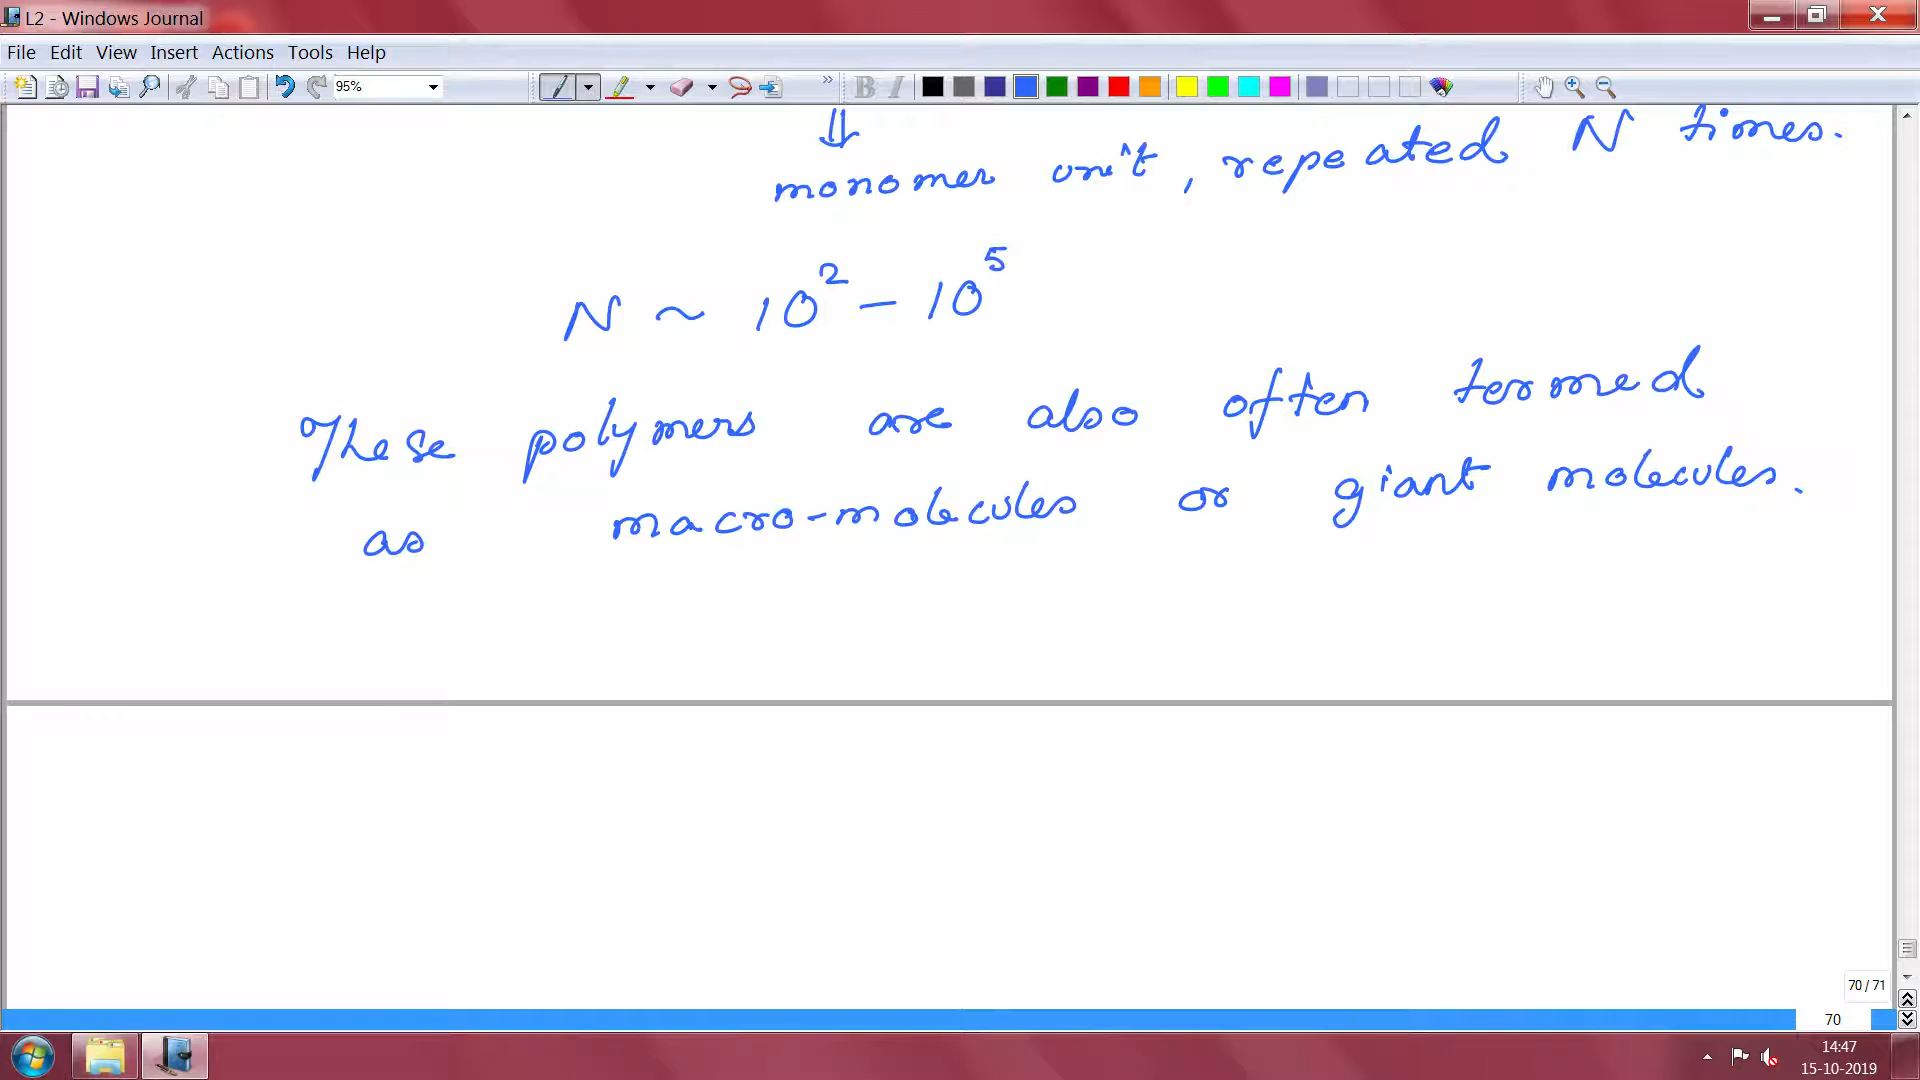 L2 - Windows Journal
File Edit View Insert Actions Tools Help
95%
B I
monomer unit, repeated N times.
N ~ 10² - 10⁵
These polymers are also often termed
as macro-molecules or giant molecules.
70 / 71
70
14:47
15-10-2019